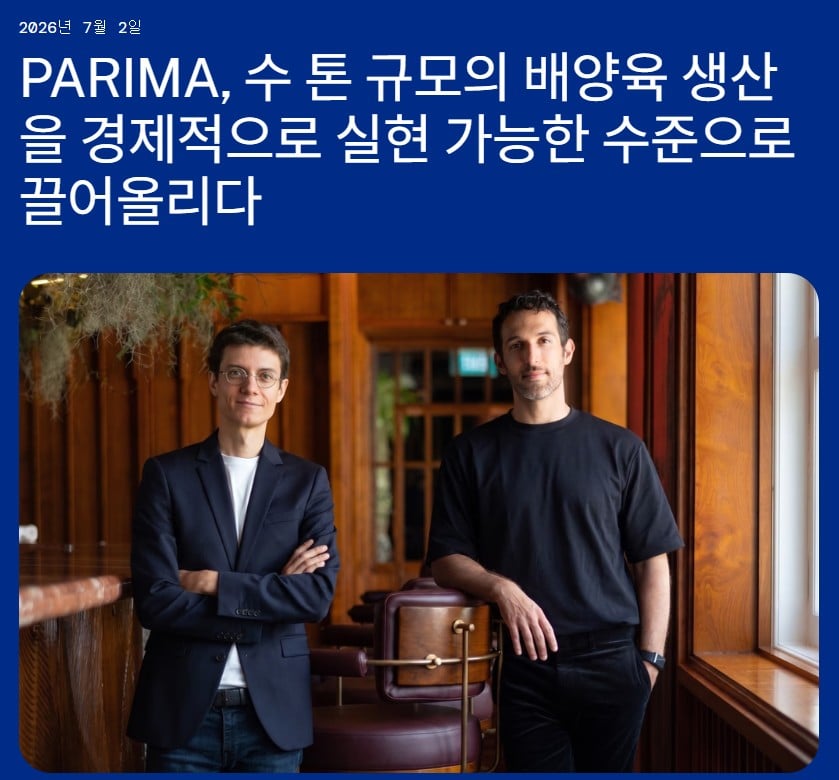 2026년 7월 2일
PARIMA, 수 톤 규모의 배양육 생산
을 경제적으로 실현 가능한 수준으로
끌어올리다